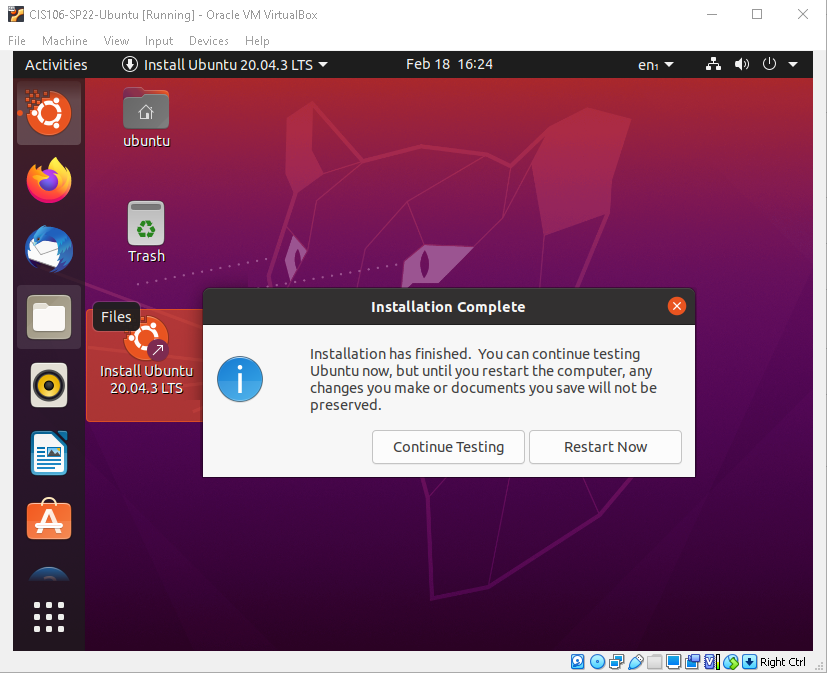 CIS106-SP22-Ubuntu [Running] - Oracle VM VirtualBox
File Machine View Input Devices Help
Activities Install Ubuntu 20.04.3 LTS Feb 18 16:24 en₁
ubuntu
Trash
Files
Install Ubuntu
20.04.3 LTS
Installation Complete
Installation has finished. You can continue testing
Ubuntu now, but until you restart the computer, any
changes you make or documents you save will not be
preserved.
Continue Testing Restart Now
Right Ctrl